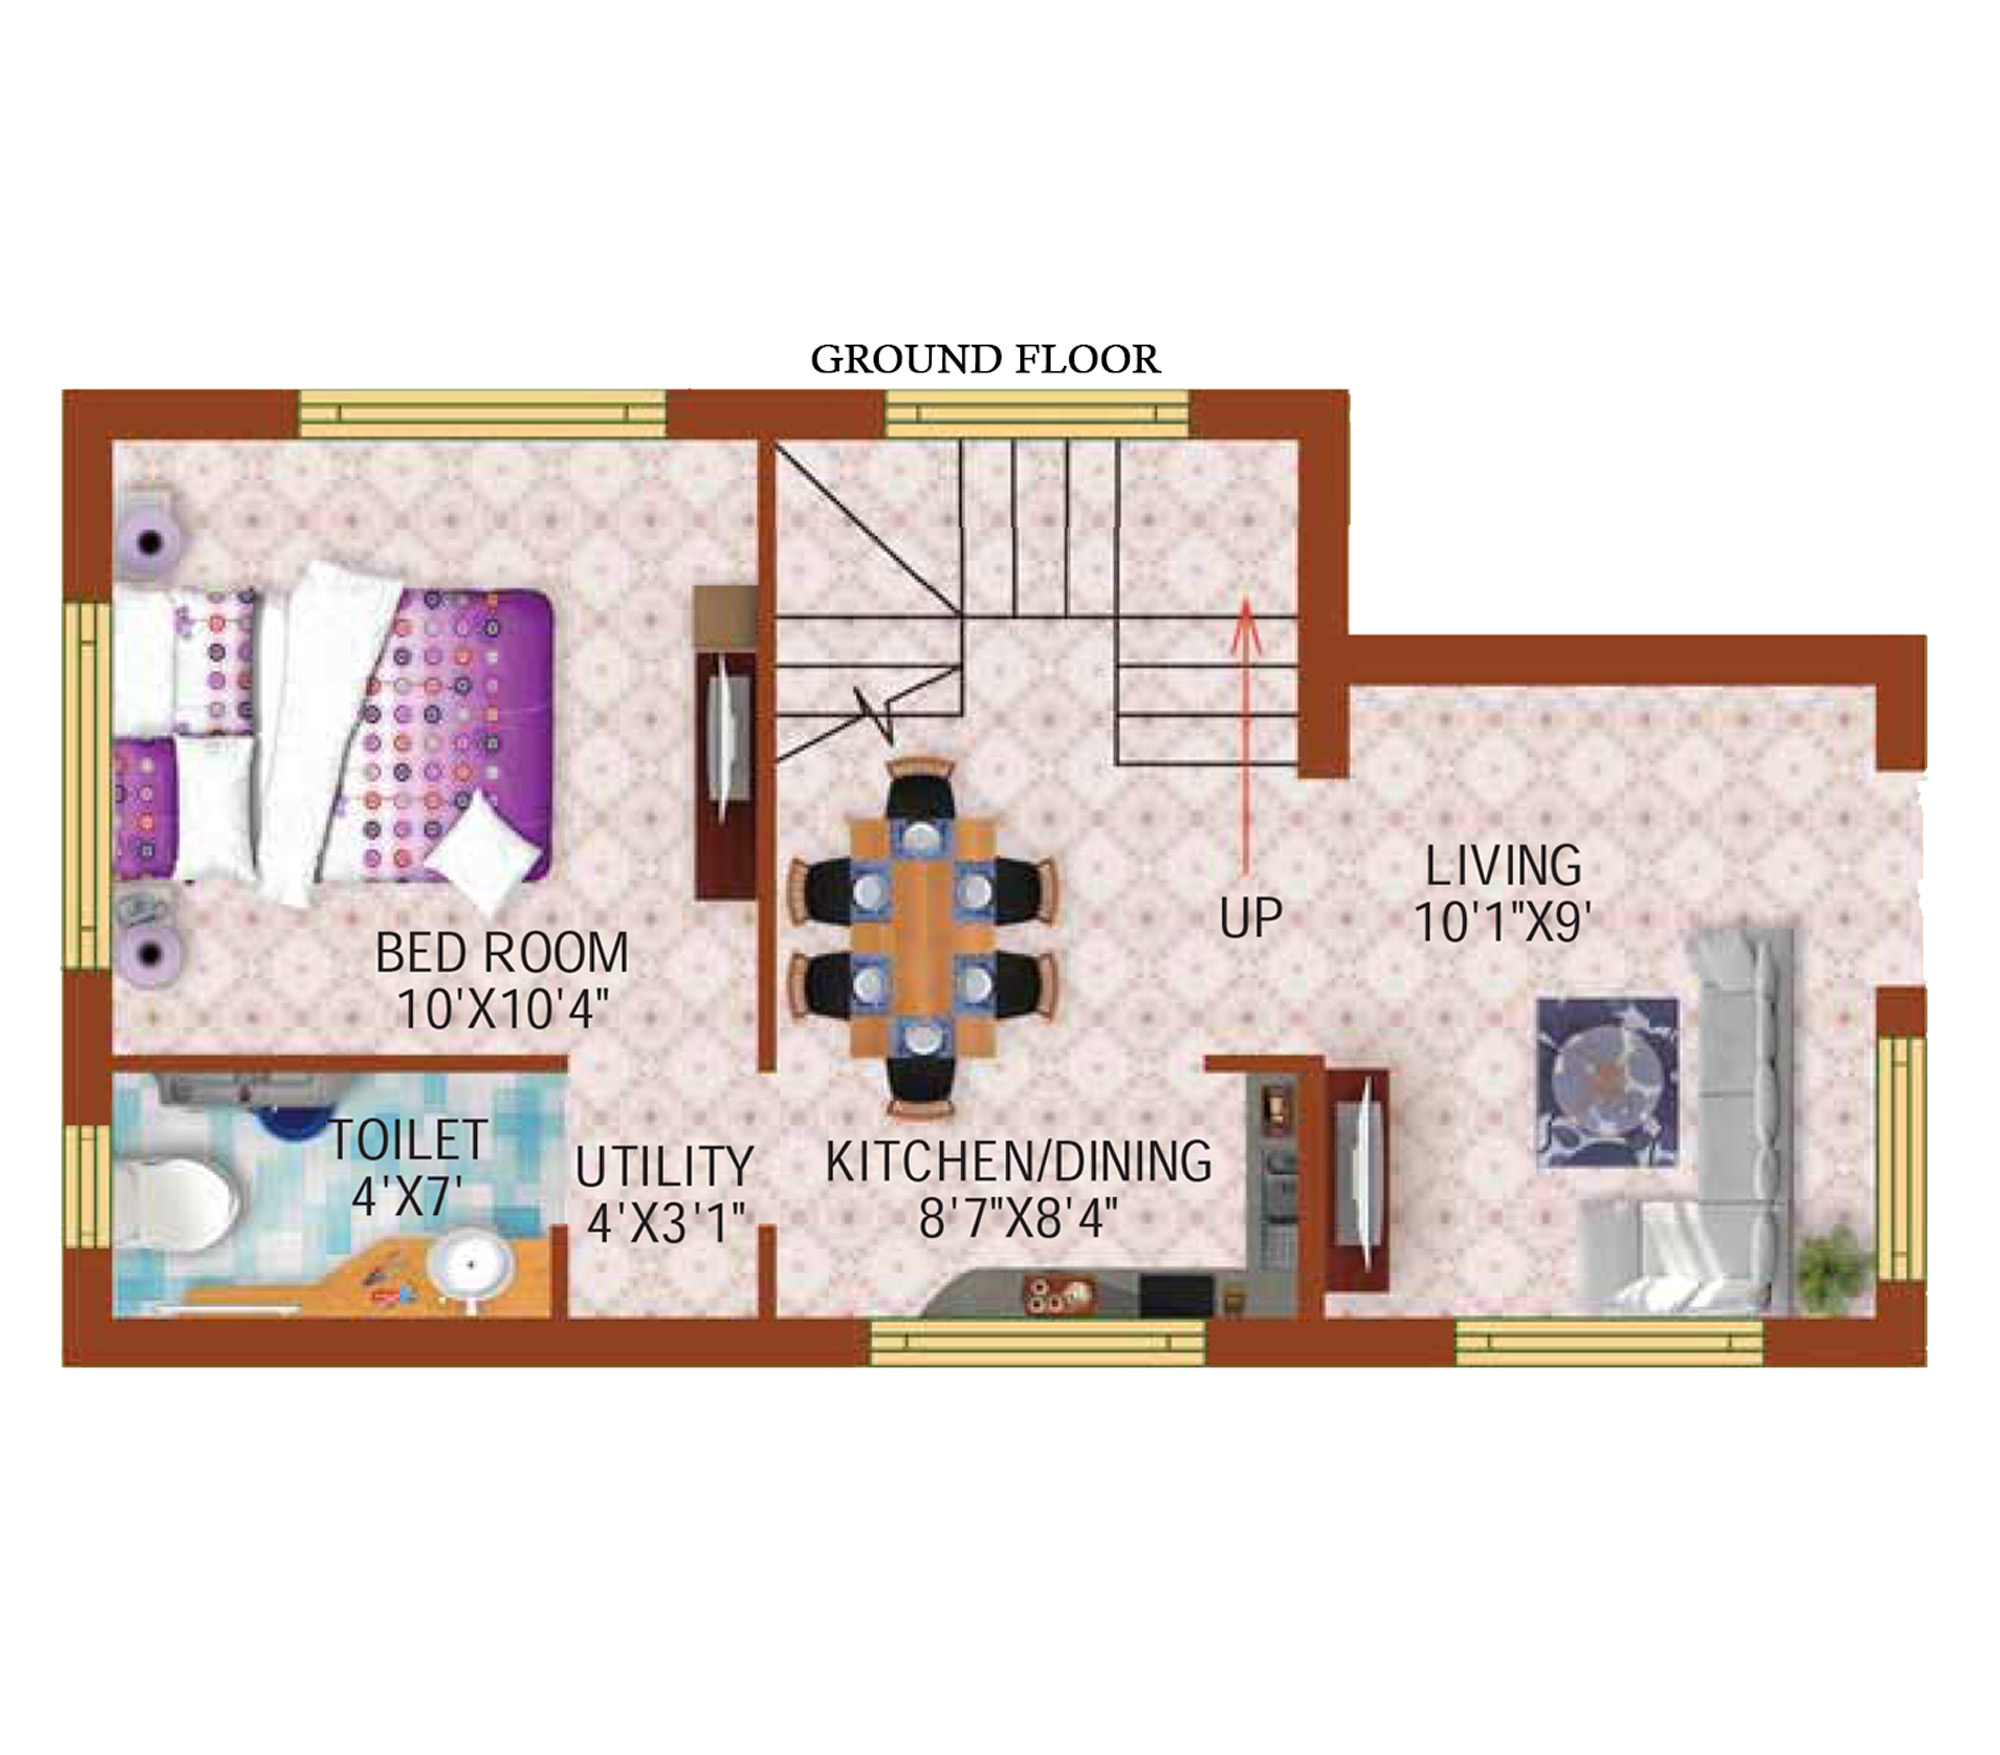 GROUND FLOOR
BED ROOM
10'X10'4"
UP
LIVING
10'1"X9'
TOILET
4'X7'
UTILITY
4'X3'1"
KITCHEN/DINING
8'7"X8'4"